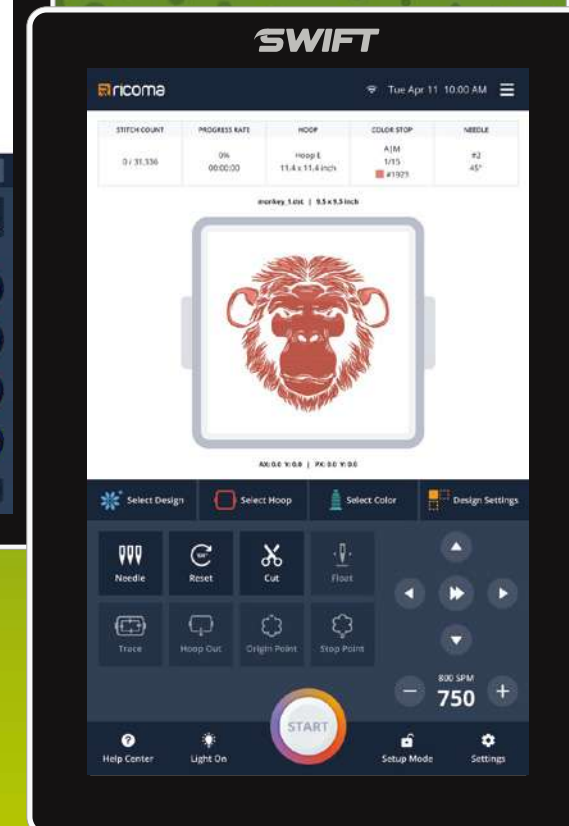 SWIFT
ricoma
Tue Apr 11 10:00 AM
STITCH COUNT PROGRESS RATE HOOP COLOR STOP NEEDLE
0 / 31,336 0% Hoop E A|M #2
00:00:00 11.4 x 11.4 inch 1/15 45°
#1921
monkey_1.dst | 9.5 x 9.5 inch
AX: 0.0 Y: 0.0 | PX: 0.0 Y: 0.0
Select Design Select Hoop Select Color Design Settings
Needle Reset Cut Float
Trace Hoop Out Origin Point Stop Point
800 SPM
750
START
Help Center Light On Setup Mode Settings